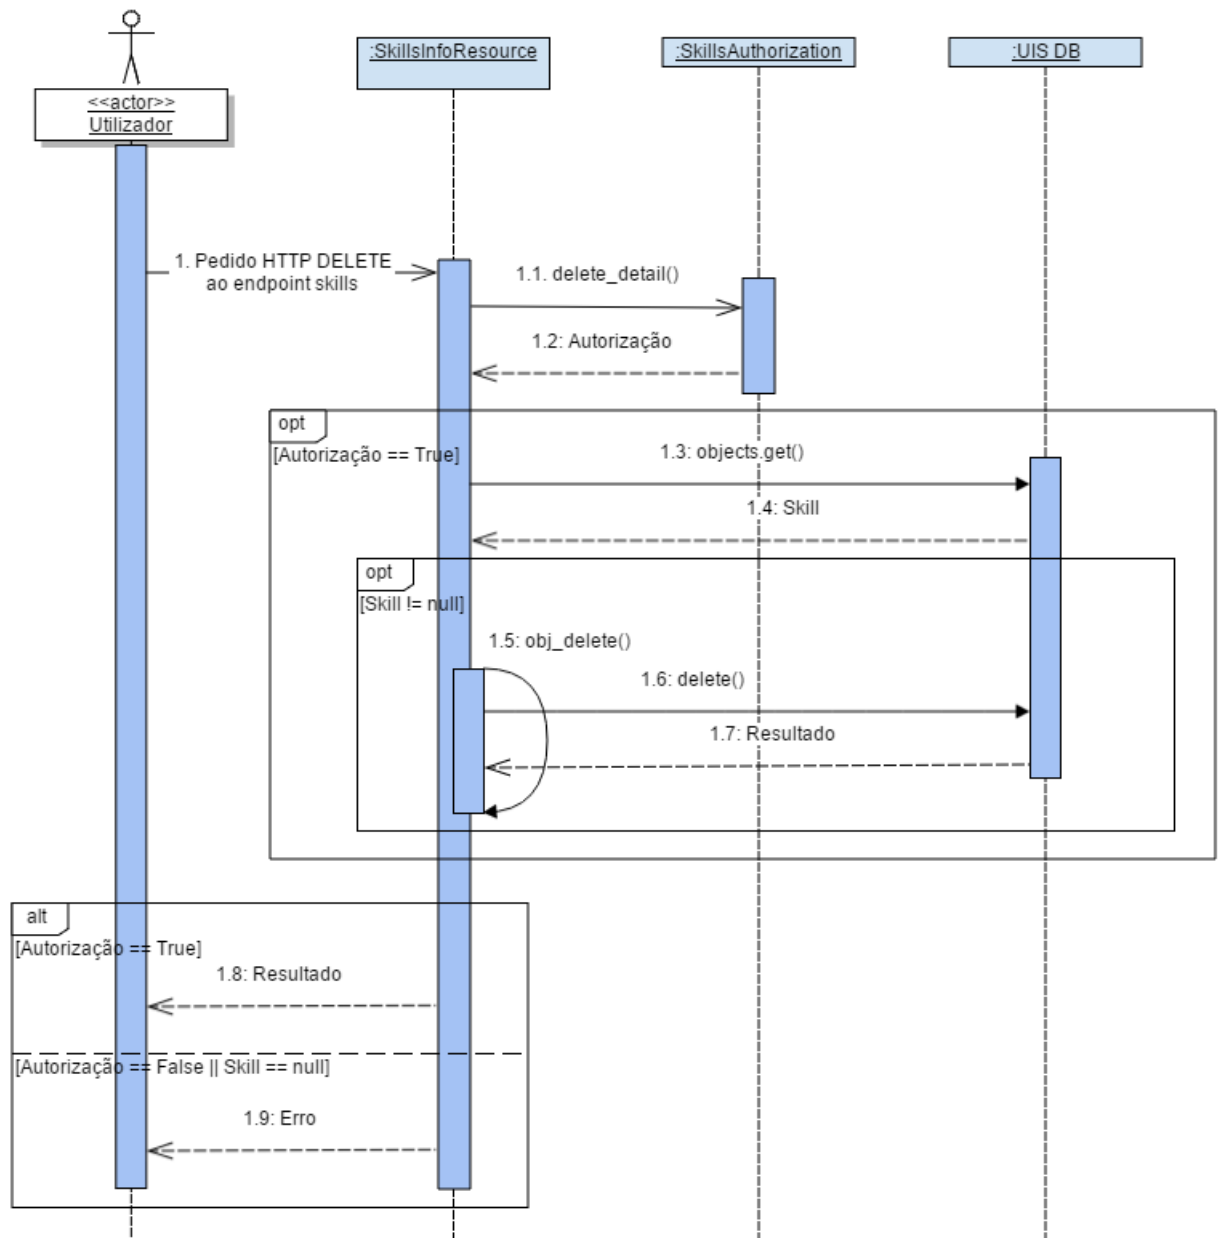 :SkillsInfoResource
:SkillsAuthorization
:UIS DB
<<actor>>
Utilizador
1. Pedido HTTP DELETE
ao endpoint skills
1.1. delete_detail()
1.2: Autorização
opt
[Autorização == True]
1.3: objects.get()
1.4: Skill
opt
[Skill != null]
1.5: obj_delete()
1.6: delete()
1.7: Resultado
alt
[Autorização == True]
1.8: Resultado
[Autorização == False || Skill == null]
1.9: Erro